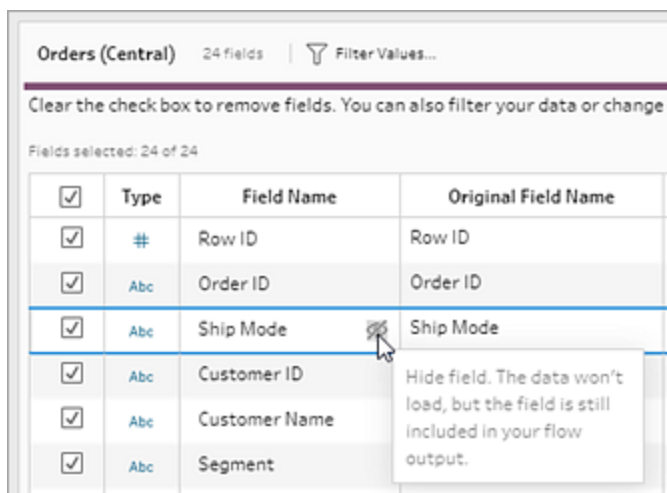 Orders (Central) 24 fields Filter Values...
Clear the check box to remove fields. You can also filter your data or change
Fields selected: 24 of 24
Type Field Name Original Field Name
# Row ID Row ID
Abc Order ID Order ID
Abc Ship Mode Ship Mode
Abc Customer ID
Abc Customer Name
Abc Segment
Hide field. The data won't
load, but the field is still
included in your flow
output.